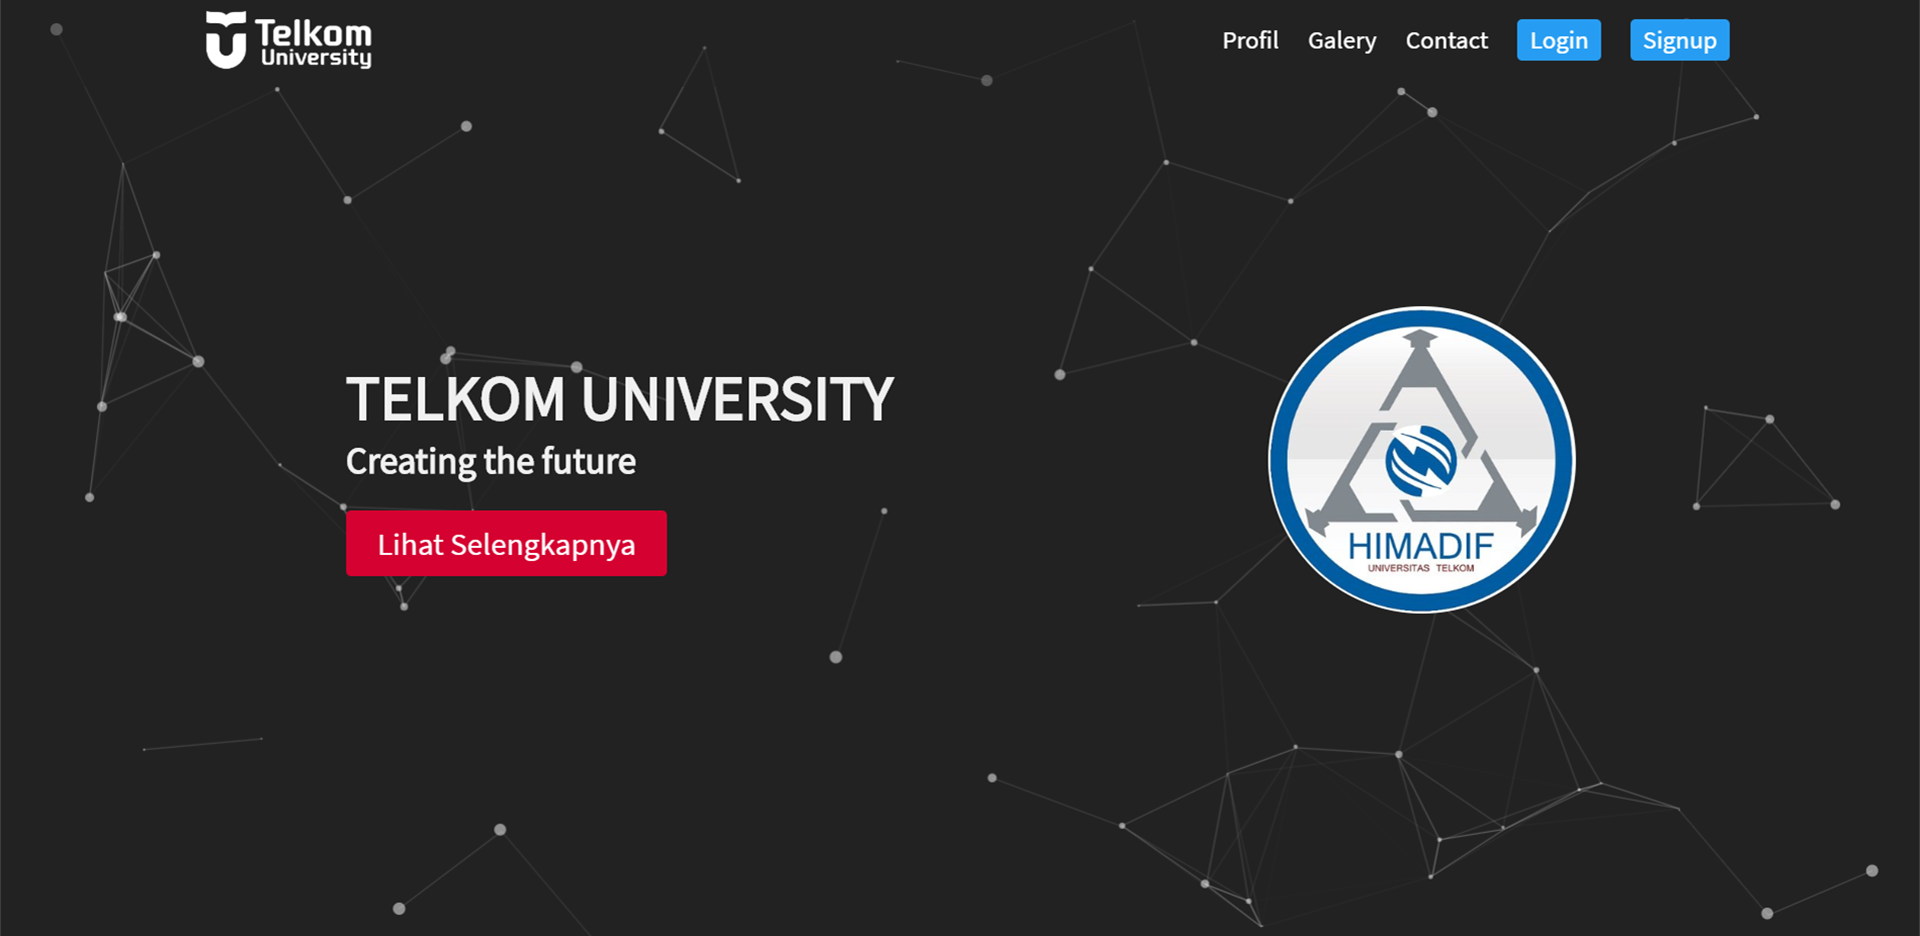 Telkom
University
Profil Galery Contact Login Signup
TELKOM UNIVERSITY
Creating the future
Lihat Selengkapnya
HIMADIF
UNIVERSITAS TELKOM